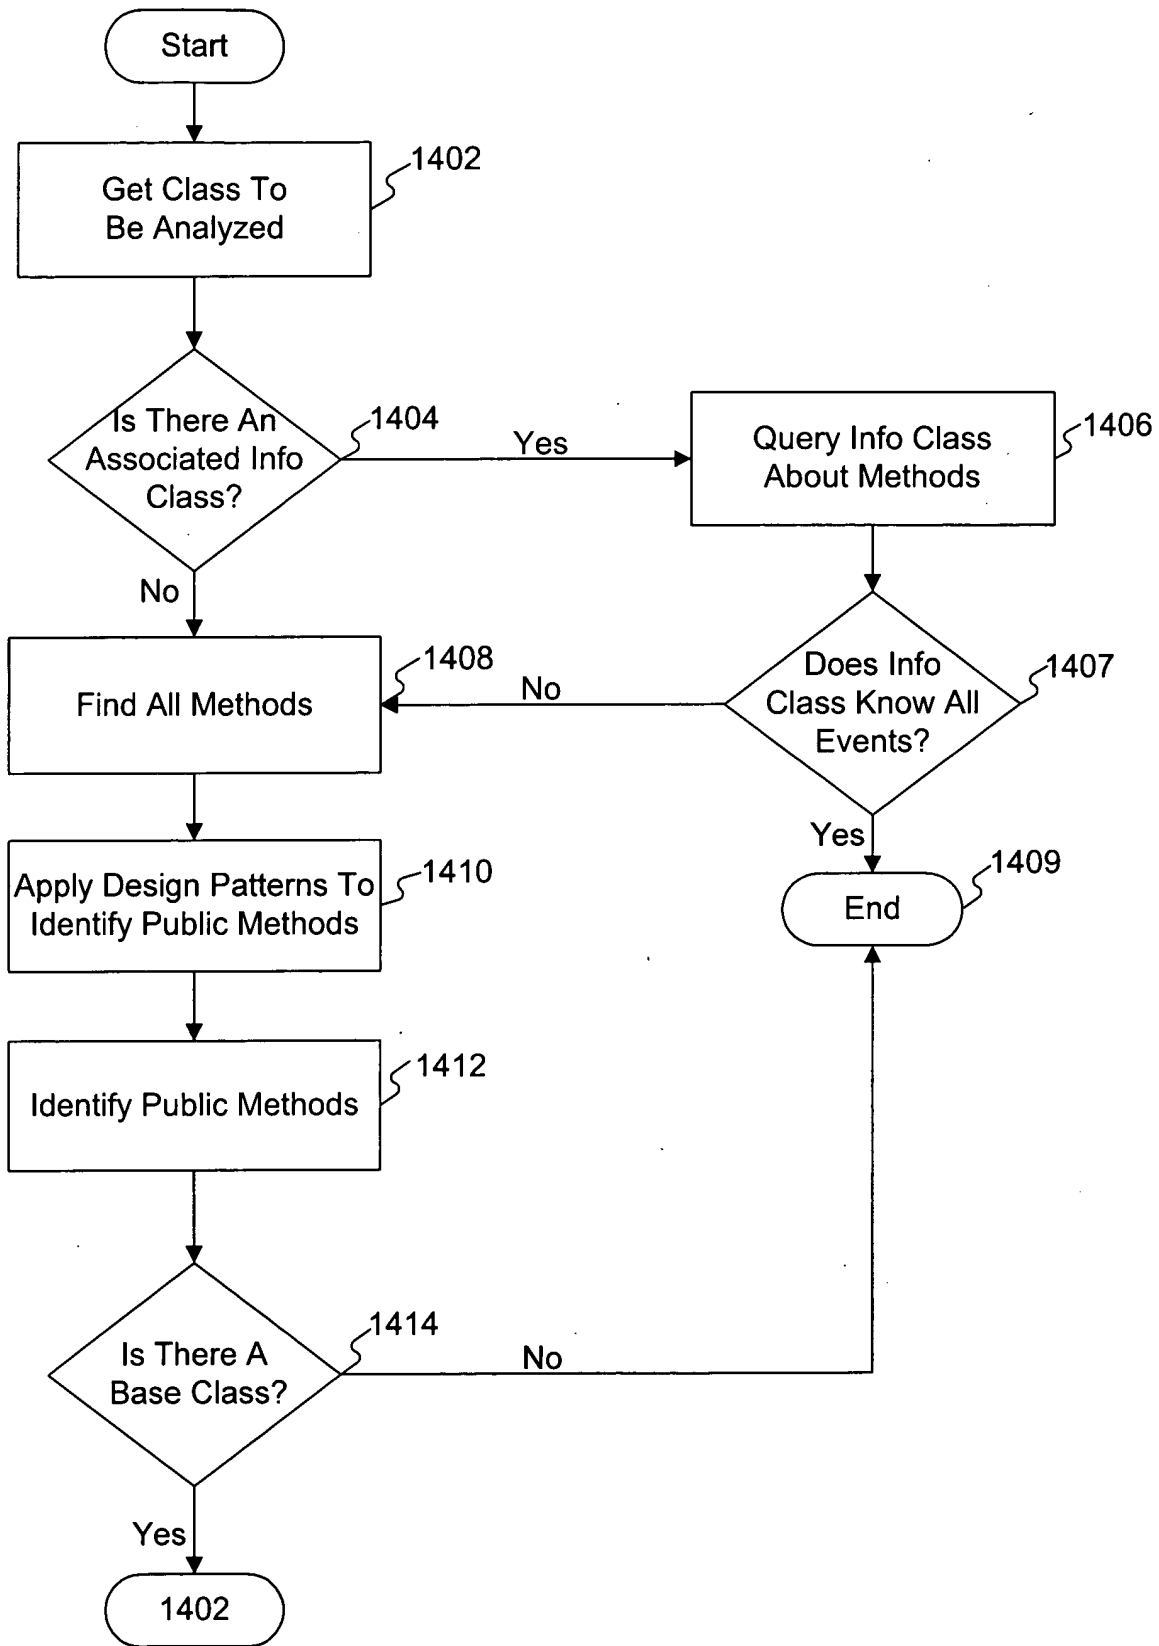 Start
1402
Get Class To
Be Analyzed
1404
Is There An
Associated Info
Class?
Yes
1406
Query Info Class
About Methods
No
1408
Find All Methods
No
1407
Does Info
Class Know All
Events?
Yes
1409
End
1410
Apply Design Patterns To
Identify Public Methods
1412
Identify Public Methods
1414
Is There A
Base Class?
No
Yes
1402